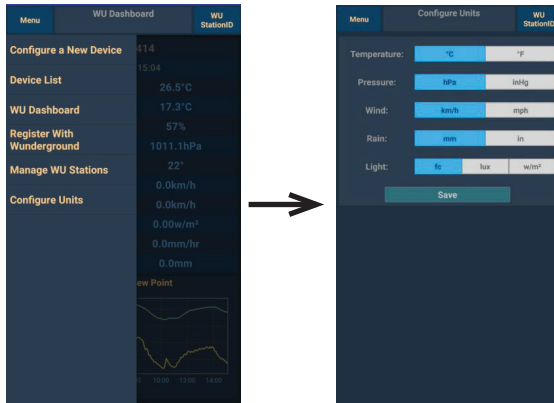 Menu
WU Dashboard
WU
StationID
Configure a New Device
Device List
WU Dashboard
Register With
Wunderground
Manage WU Stations
Configure Units
414
15:04
26.5°C
17.3°C
57%
1011.1hPa
22°
0.0km/h
0.0km/h
0.00w/m²
0.0mm/hr
0.0mm
ew Point
10:00 12:00 14:00
Menu
Configure Units
WU
StationID
Temperature: °C °F
Pressure: hPa inHg
Wind: km/h mph
Rain: mm in
Light: fc lux w/m²
Save